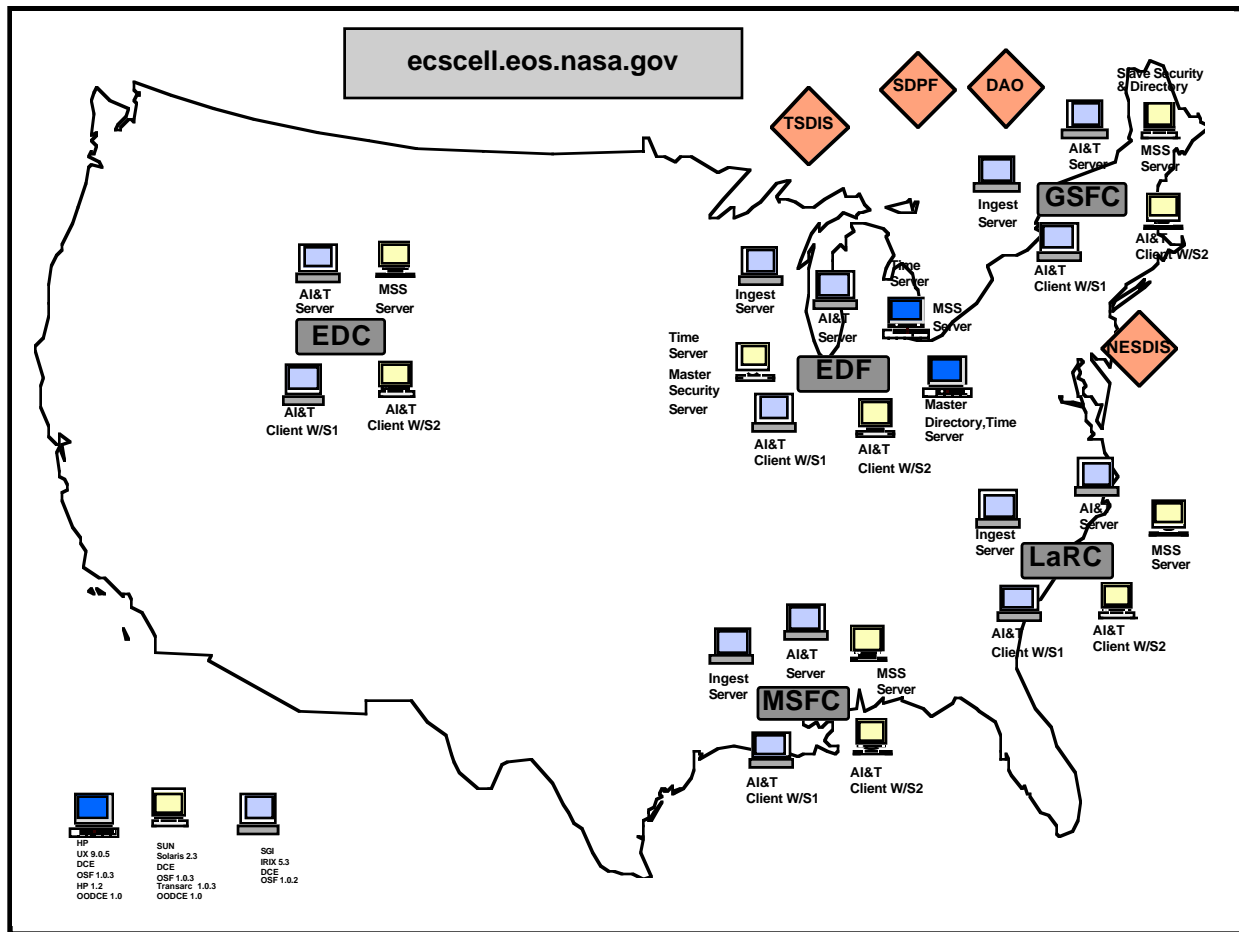 ecscell.eos.nasa.gov
SDPF
DAO
TSDIS
Slave Security
& Directory
AI&T
Server
MSS
Server
Ingest
Server
GSFC
AI&T
Client W/S1
AI&T
Client W/S2
AI&T
Server
MSS
Server
EDC
AI&T
Client W/S1
AI&T
Client W/S2
Ingest
Server
AI&T
Server
Time
Server
MSS
Server
Time
Server
Master
Security
Server
EDF
Master
Directory,Time
Server
AI&T
Client W/S1
AI&T
Client W/S2
NESDIS
Ingest
Server
AI&
Server
MSS
Server
LaRC
AI&T
Client W/S1
AI&T
Client W/S2
Ingest
Server
AI&T
Server
MSS
Server
MSFC
AI&T
Client W/S1
AI&T
Client W/S2
HP
UX 9.0.5
DCE
OSF 1.0.3
HP 1.2
OODCE 1.0
SUN
Solaris 2.3
DCE
OSF 1.0.3
Transarc 1.0.3
OODCE 1.0
SGI
IRIX 5.3
DCE
OSF 1.0.2